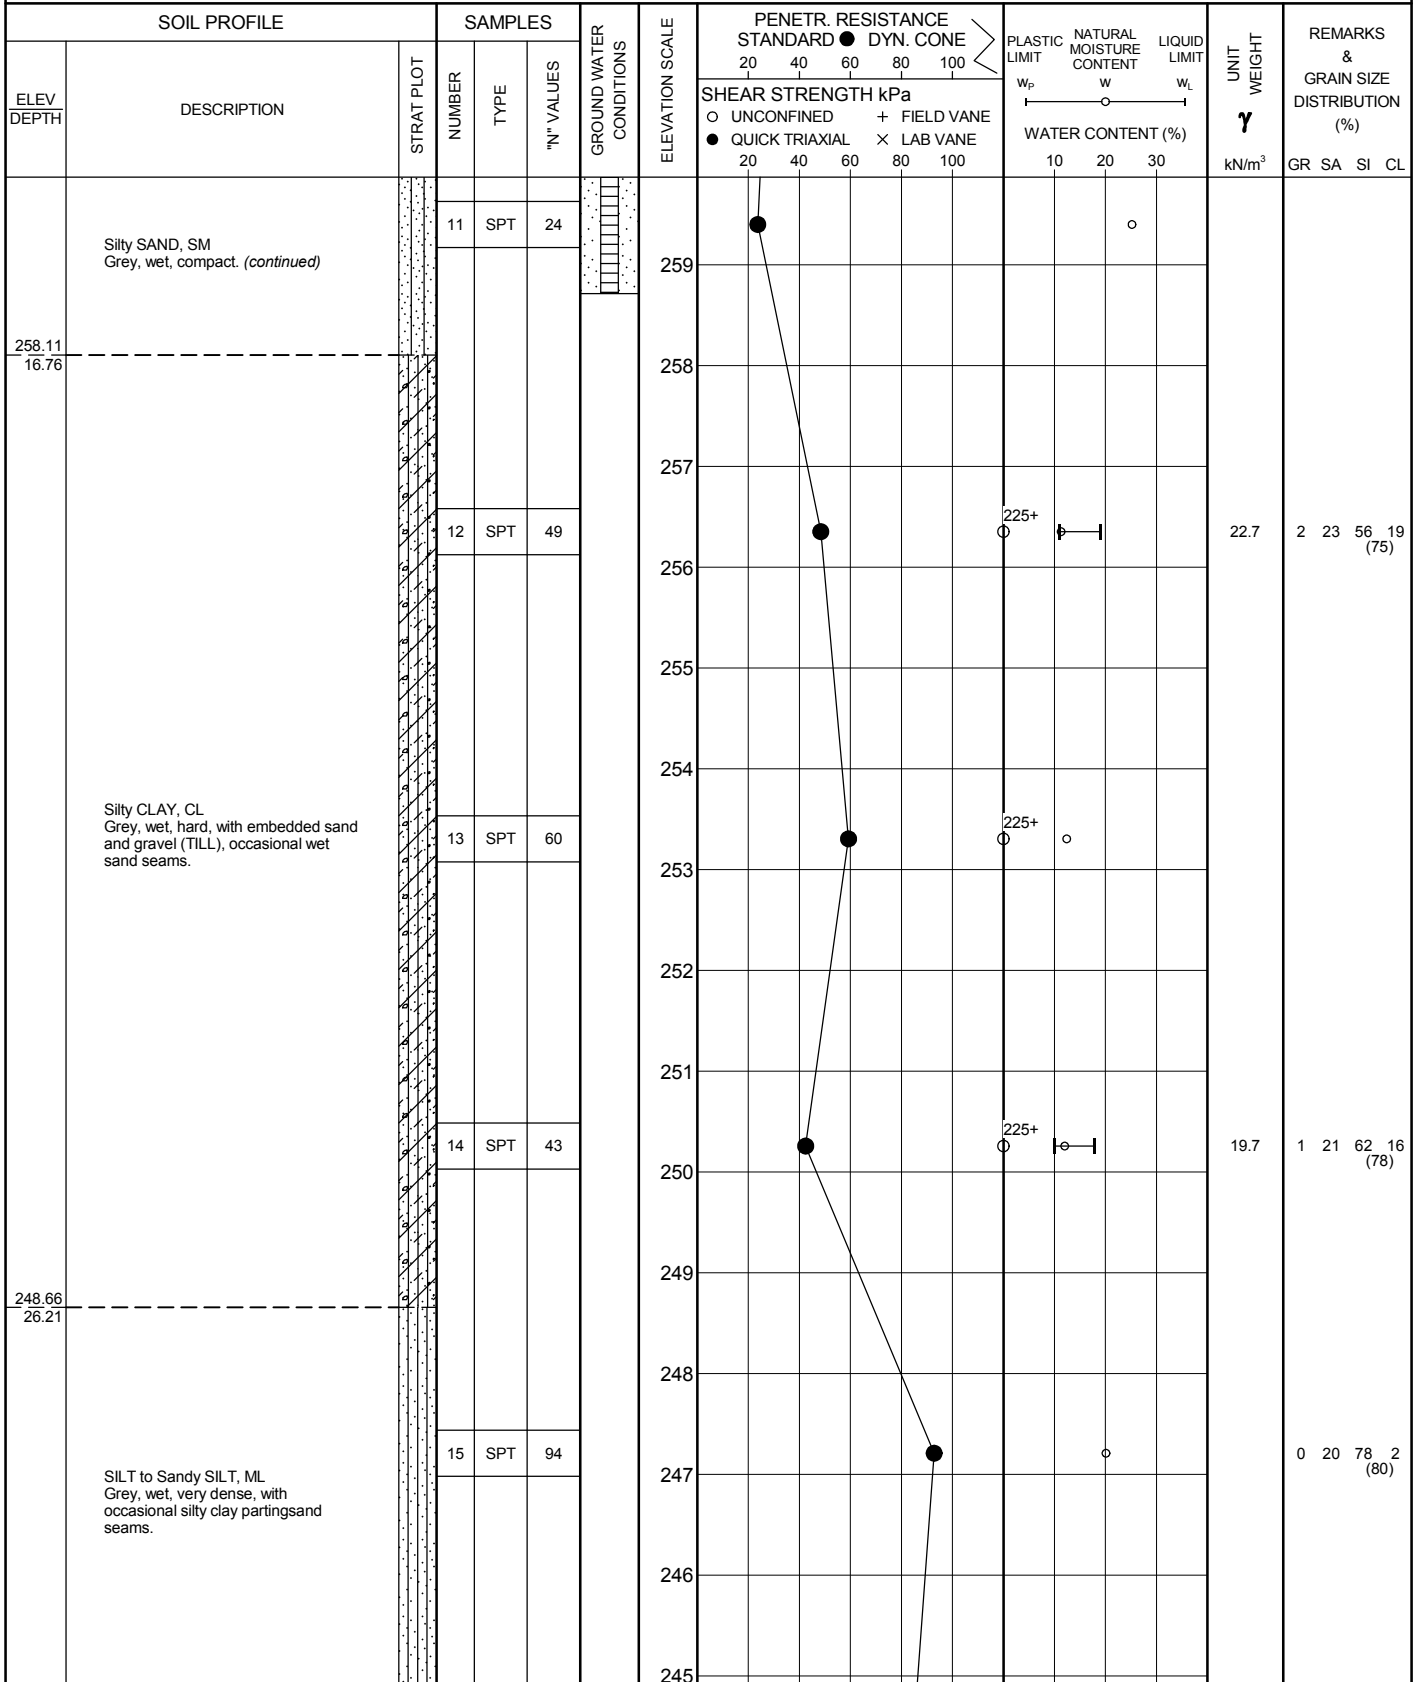 SOIL PROFILE
SAMPLES
GROUND WATER
CONDITIONS
ELEVATION SCALE
PENETR. RESISTANCE
STANDARD DYN. CONE
20 40 60 80 100
SHEAR STRENGTH kPa
UNCONFINED + FIELD VANE
QUICK TRIAXIAL × LAB VANE
20 40 60 80 100
PLASTIC
LIMIT
NATURAL
MOISTURE
CONTENT
LIQUID
LIMIT
WP W WL
WATER CONTENT (%)
10 20 30
UNIT
WEIGHT
γ
kN/m³
REMARKS
&
GRAIN SIZE
DISTRIBUTION
(%)
GR SA SI CL
ELEV
DEPTH
DESCRIPTION
STRAT PLOT
NUMBER
TYPE
"N" VALUES
11 SPT 24
Silty SAND, SM
Grey, wet, compact. (continued)
259
258.11
16.76
258
257
12 SPT 49
225+
22.7
2 23 56 19
(75)
256
255
254
Silty CLAY, CL
Grey, wet, hard, with embedded sand
and gravel (TILL), occasional wet
sand seams.
13 SPT 60
225+
253
252
251
14 SPT 43
225+
19.7
1 21 62 16
(78)
250
249
248.66
26.21
248
15 SPT 94
0 20 78 2
(80)
247
SILT to Sandy SILT, ML
Grey, wet, very dense, with
occasional silty clay partingsand
seams.
246
245